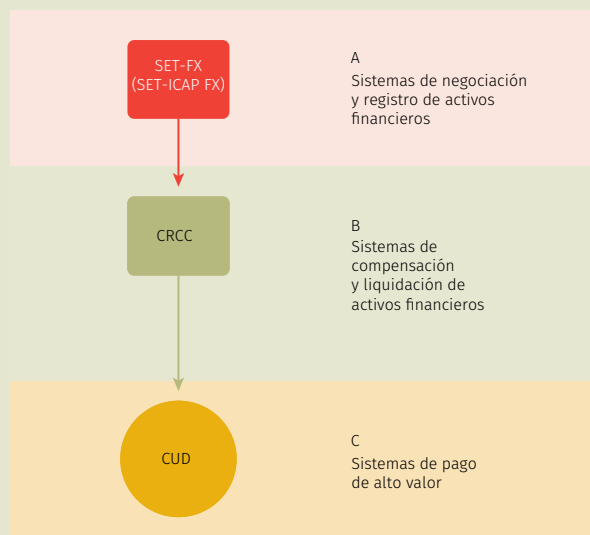 SET-FX
(SET-ICAP FX)
A
Sistemas de negociación
y registro de activos
financieros
CRCC
B
Sistemas de
compensación
y liquidación de
activos financieros
CUD
C
Sistemas de pago
de alto valor